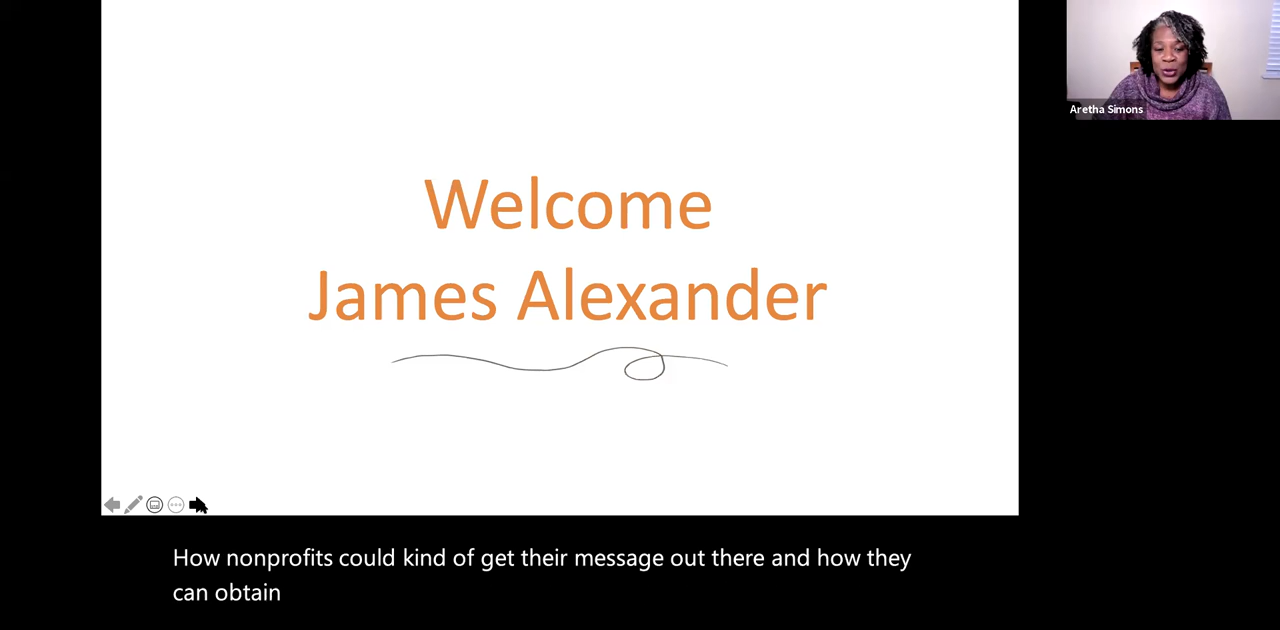 Welcome
James Alexander
Aretha Simons
How nonprofits could kind of get their message out there and how they
can obtain